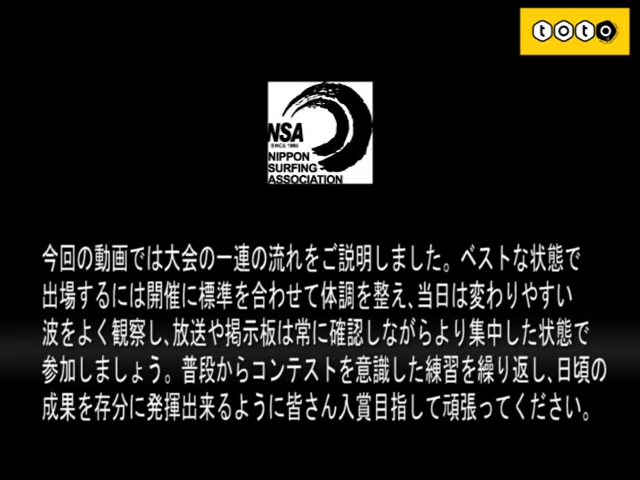 toto
NSA
SINCE 1965
NIPPON
SURFING
ASSOCIATION
今回の動画では大会の一連の流れをご説明しました。ベストな状態で
出場するには開催に標準を合わせて体調を整え、当日は変わりやすい
波をよく観察し、放送や掲示板は常に確認しながらより集中した状態で
参加しましょう。普段からコンテストを意識した練習を繰り返し、日頃の
成果を存分に発揮出来るように皆さん入賞目指して頑張ってください。